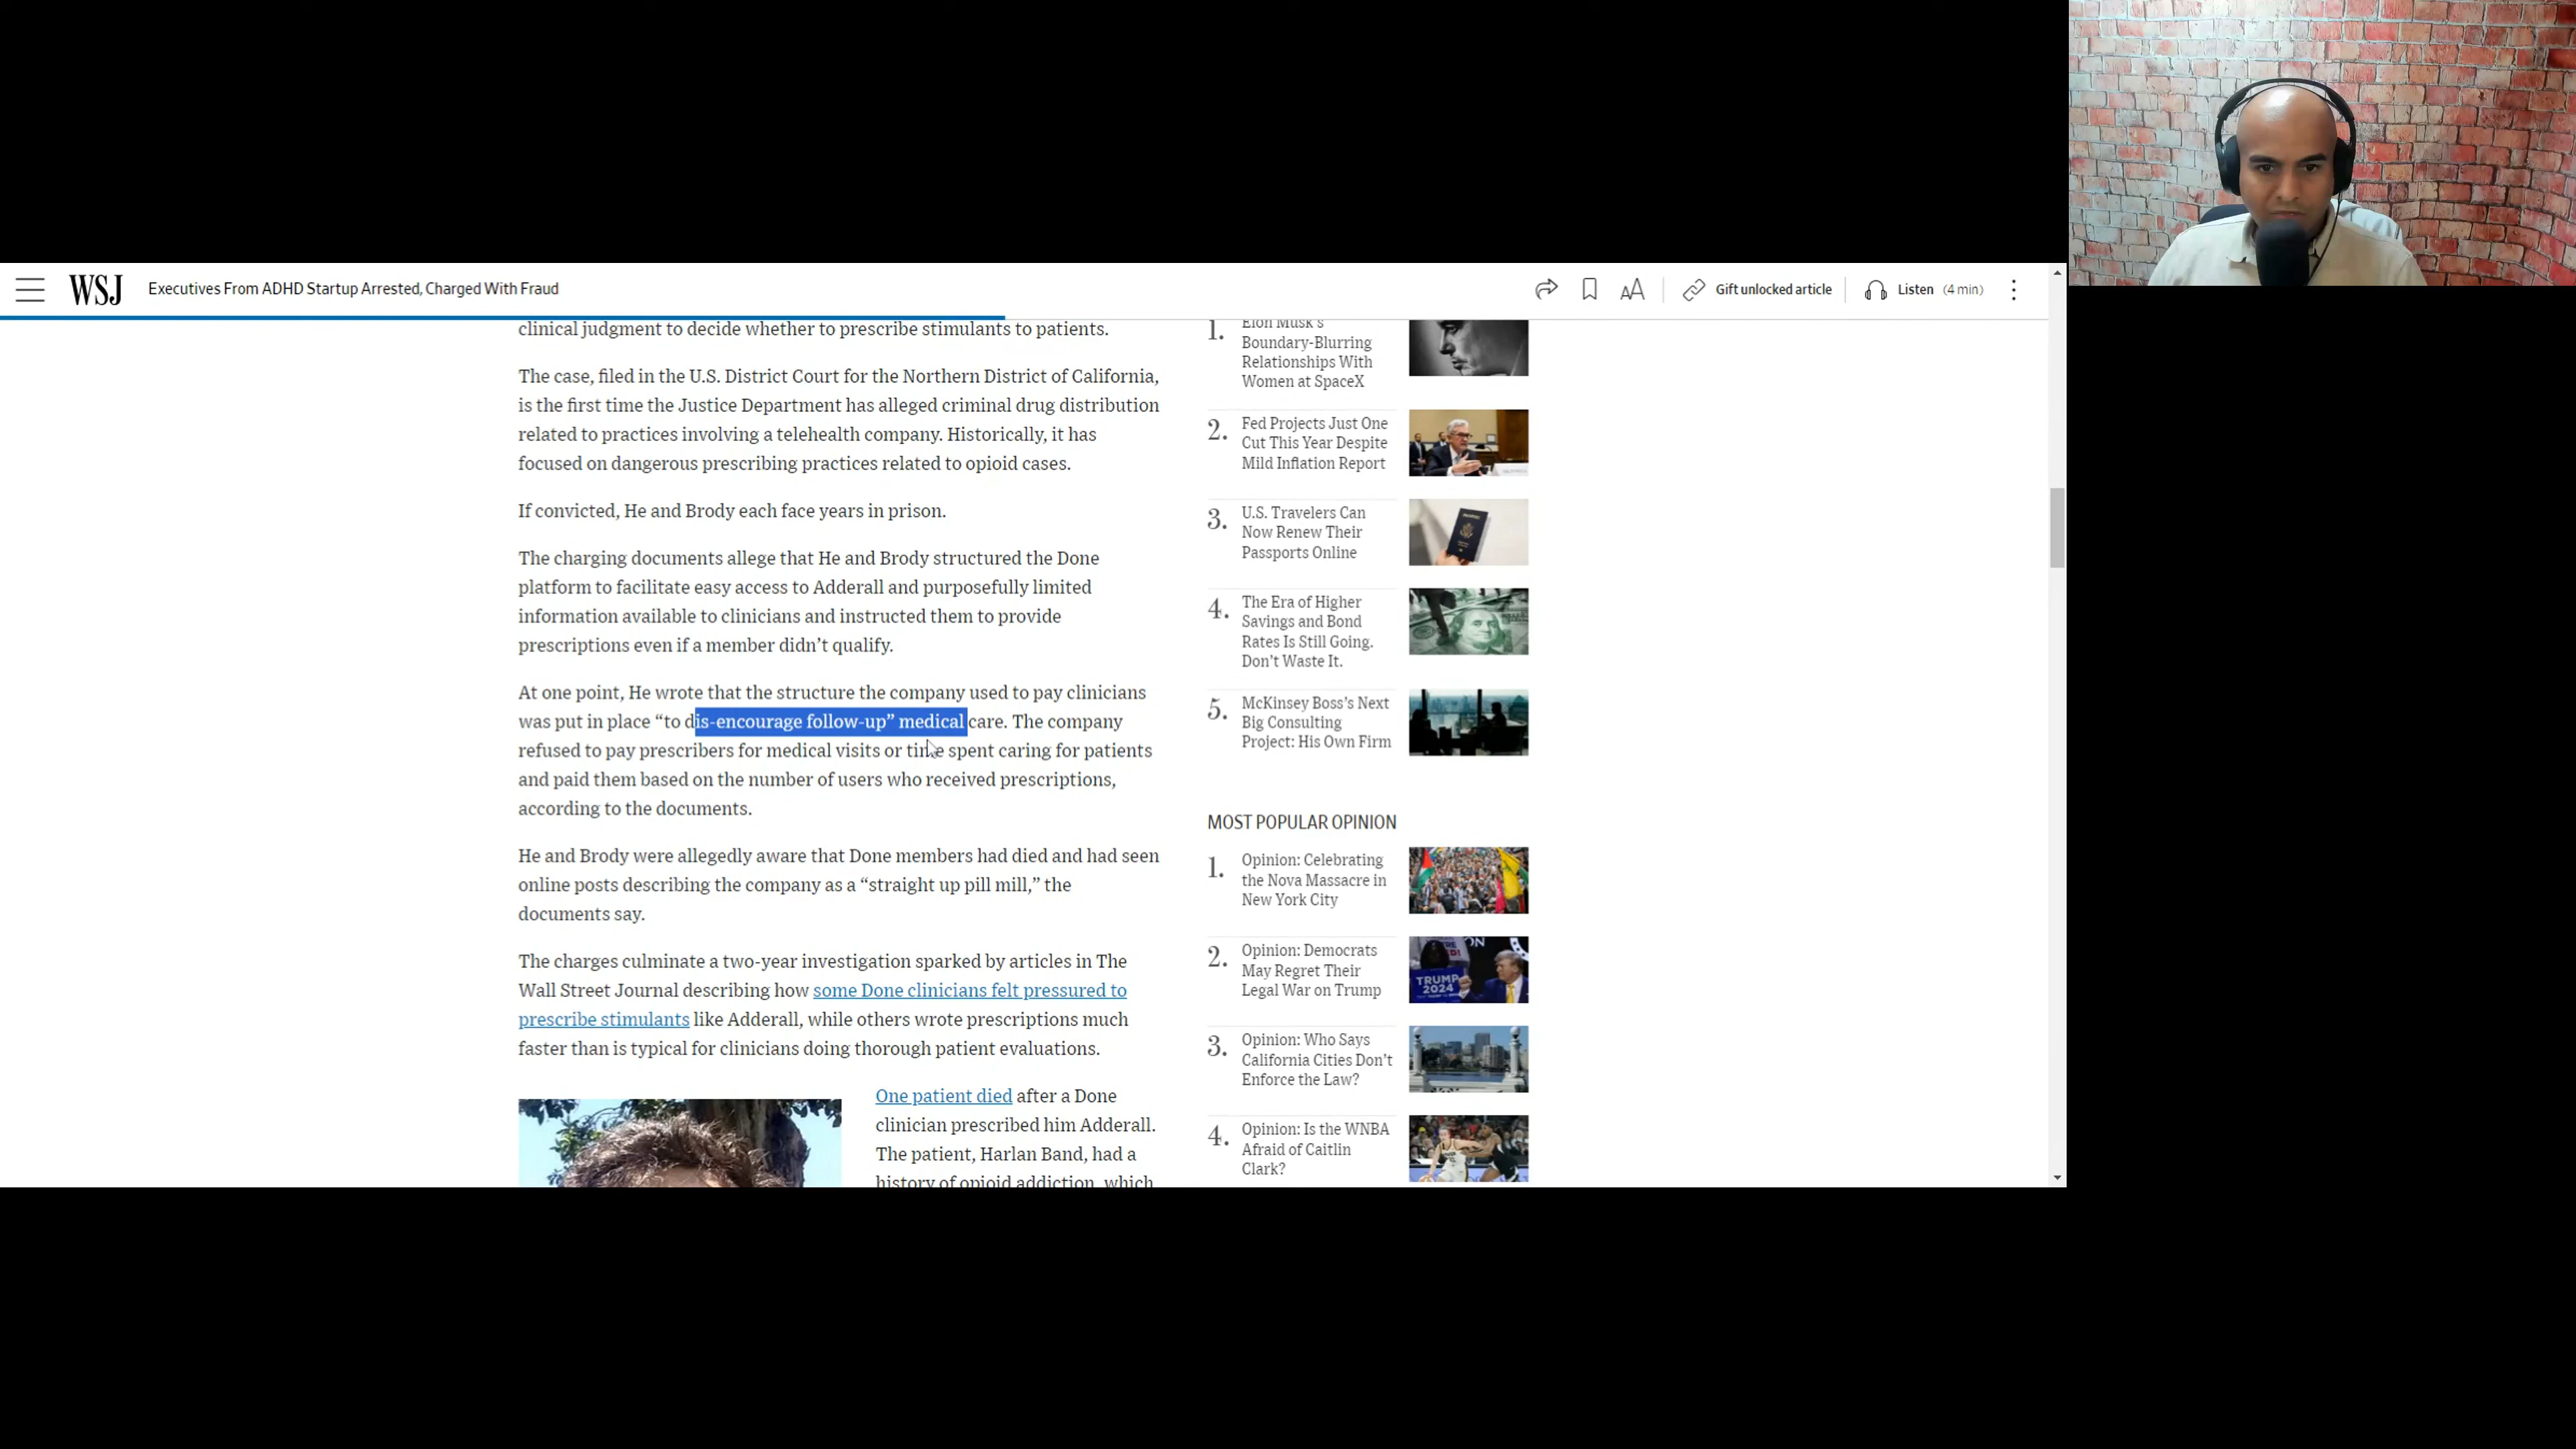 WSJ
Executives From ADHD Startup Arrested, Charged With Fraud
Gift unlocked article
Listen (4 min)
clinical judgment to decide whether to prescribe stimulants to patients.
The case, filed in the U.S. District Court for the Northern District of California,
is the first time the Justice Department has alleged criminal drug distribution
related to practices involving a telehealth company. Historically, it has
focused on dangerous prescribing practices related to opioid cases.
If convicted, He and Brody each face years in prison.
The charging documents allege that He and Brody structured the Done
platform to facilitate easy access to Adderall and purposefully limited
information available to clinicians and instructed them to provide
prescriptions even if a member didn’t qualify.
At one point, He wrote that the structure the company used to pay clinicians
was put in place “to dis-encourage follow-up” medical care. The company
refused to pay prescribers for medical visits or time spent caring for patients
and paid them based on the number of users who received prescriptions,
according to the documents.
He and Brody were allegedly aware that Done members had died and had seen
online posts describing the company as a “straight up pill mill,” the
documents say.
The charges culminate a two-year investigation sparked by articles in The
Wall Street Journal describing how some Done clinicians felt pressured to
prescribe stimulants like Adderall, while others wrote prescriptions much
faster than is typical for clinicians doing thorough patient evaluations.
One patient died after a Done
clinician prescribed him Adderall.
The patient, Harlan Band, had a
history of opioid addiction, which
1. Elon Musk’s
Boundary-Blurring
Relationships With
Women at SpaceX
2. Fed Projects Just One
Cut This Year Despite
Mild Inflation Report
3. U.S. Travelers Can
Now Renew Their
Passports Online
4. The Era of Higher
Savings and Bond
Rates Is Still Going.
Don’t Waste It.
5. McKinsey Boss’s Next
Big Consulting
Project: His Own Firm
MOST POPULAR OPINION
1. Opinion: Celebrating
the Nova Massacre in
New York City
2. Opinion: Democrats
May Regret Their
Legal War on Trump
TRUMP
2024
3. Opinion: Who Says
California Cities Don’t
Enforce the Law?
4. Opinion: Is the WNBA
Afraid of Caitlin
Clark?